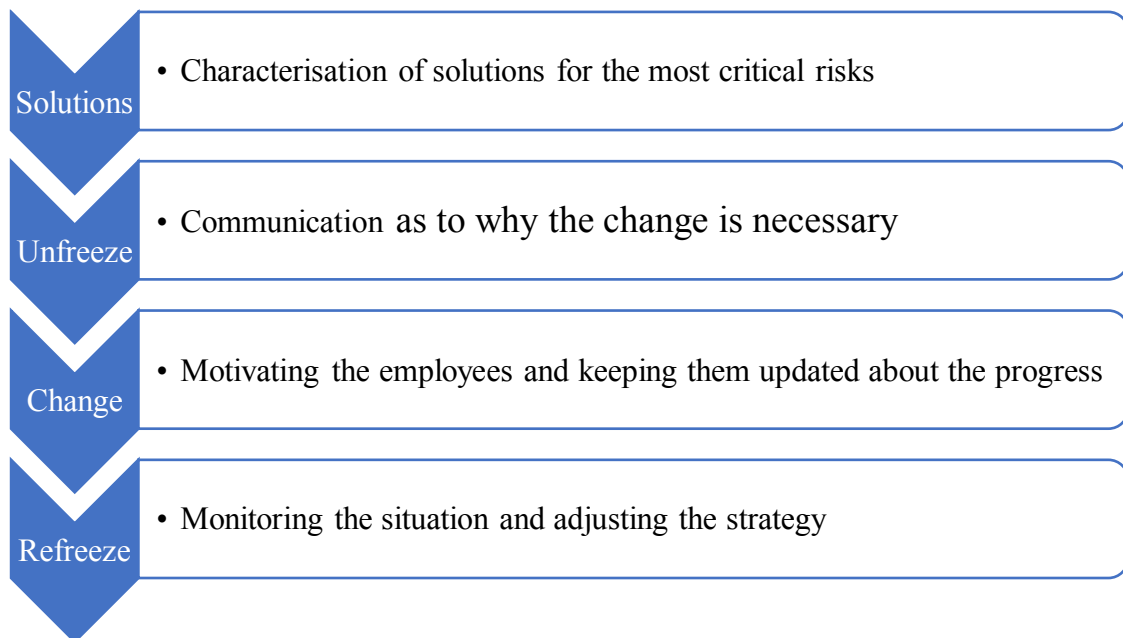 Solutions
• Characterisation of solutions for the most critical risks
Unfreeze
• Communication as to why the change is necessary
Change
• Motivating the employees and keeping them updated about the progress
Refreeze
• Monitoring the situation and adjusting the strategy